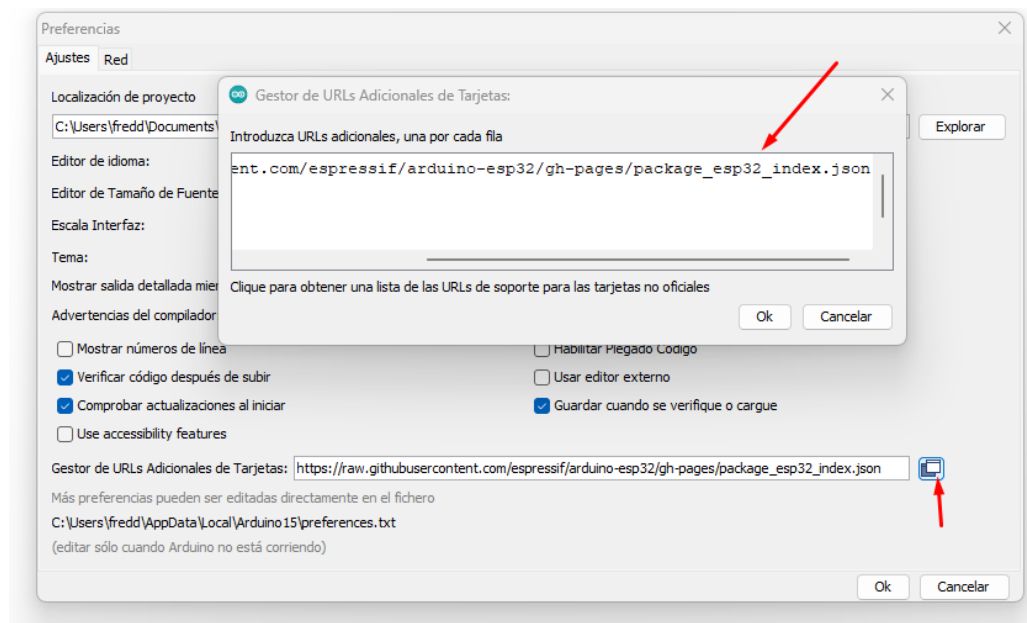 Preferencias
Ajustes Red
Localización de proyecto
C:\Users\fredd\Documents\
Explorar
Editor de idioma:
Editor de Tamaño de Fuente
Escala Interfaz:
Tema:
Mostrar salida detallada mie
Advertencias del compilador
Gestor de URLs Adicionales de Tarjetas:
Introduzca URLs adicionales, una por cada fila
ent.com/espressif/arduino-esp32/gh-pages/package_esp32_index.json
Clique para obtener una lista de las URLs de soporte para las tarjetas no oficiales
Ok Cancelar
Mostrar números de línea
Habilitar Plegado Código
Verificar código después de subir
Usar editor externo
Comprobar actualizaciones al iniciar
Guardar cuando se verifique o cargue
Use accessibility features
Gestor de URLs Adicionales de Tarjetas: https://raw.githubusercontent.com/espressif/arduino-esp32/gh-pages/package_esp32_index.json
Más preferencias pueden ser editadas directamente en el fichero
C:\Users\fredd\AppData\Local\Arduino15\preferences.txt
(editar sólo cuando Arduino no está corriendo)
Ok Cancelar